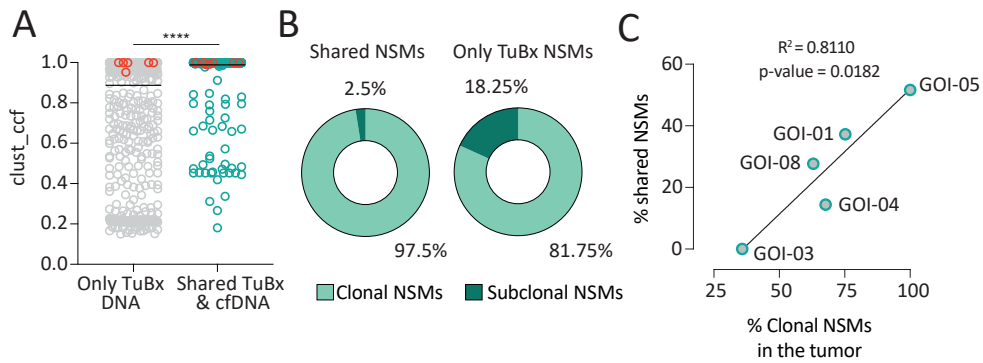 A
****
clust_ccf
1.0
0.8
0.6
0.4
0.2
0.0
Only TuBx
DNA
Shared TuBx
& cfDNA
B
Shared NSMs
Only TuBx NSMs
2.5%
18.25%
97.5%
81.75%
Clonal NSMs
Subclonal NSMs
C
R² = 0.8110
p-value = 0.0182
% shared NSMs
60
40
20
0
GOI-05
GOI-01
GOI-08
GOI-04
GOI-03
25
50
75
100
% Clonal NSMs
in the tumor